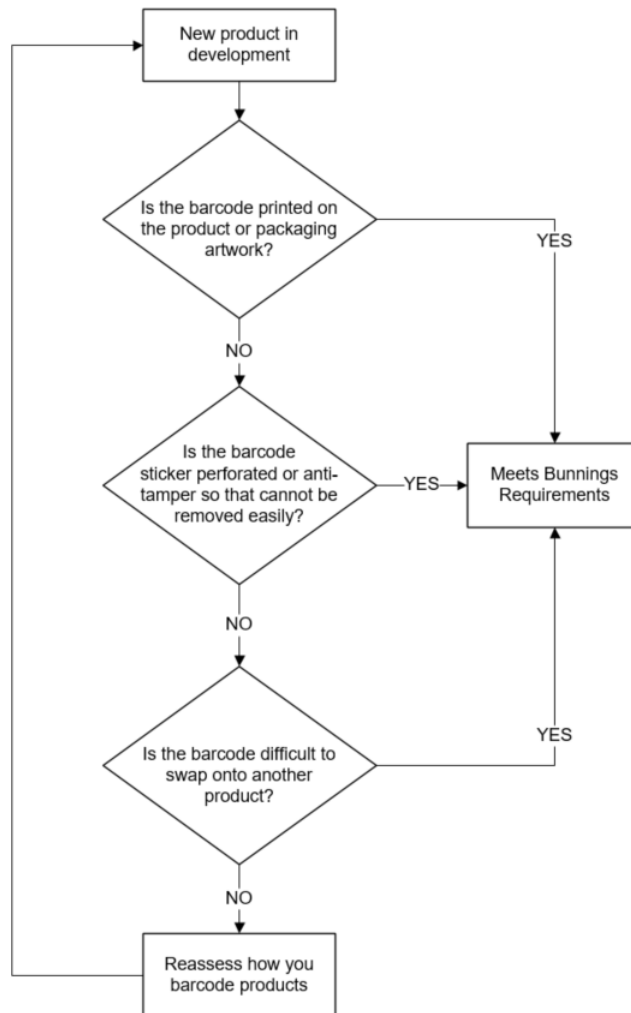 New product in
development
Is the barcode printed on
the product or packaging
artwork?
YES
NO
Is the barcode
sticker perforated or anti-
tamper so that cannot be
removed easily?
YES
Meets Bunnings
Requirements
NO
Is the barcode difficult to
swap onto another
product?
YES
NO
Reassess how you
barcode products